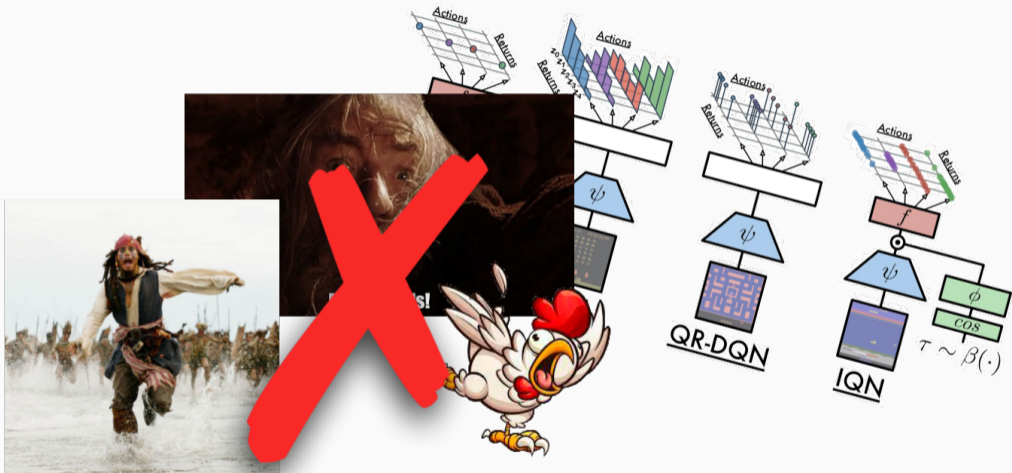 Actions
Returns
Actions
Returns
Actions
Returns
Actions
Returns
f
ψ
ψ
QR-DQN
f
ψ
ϕ
cos
τ ~ β(·)
IQN